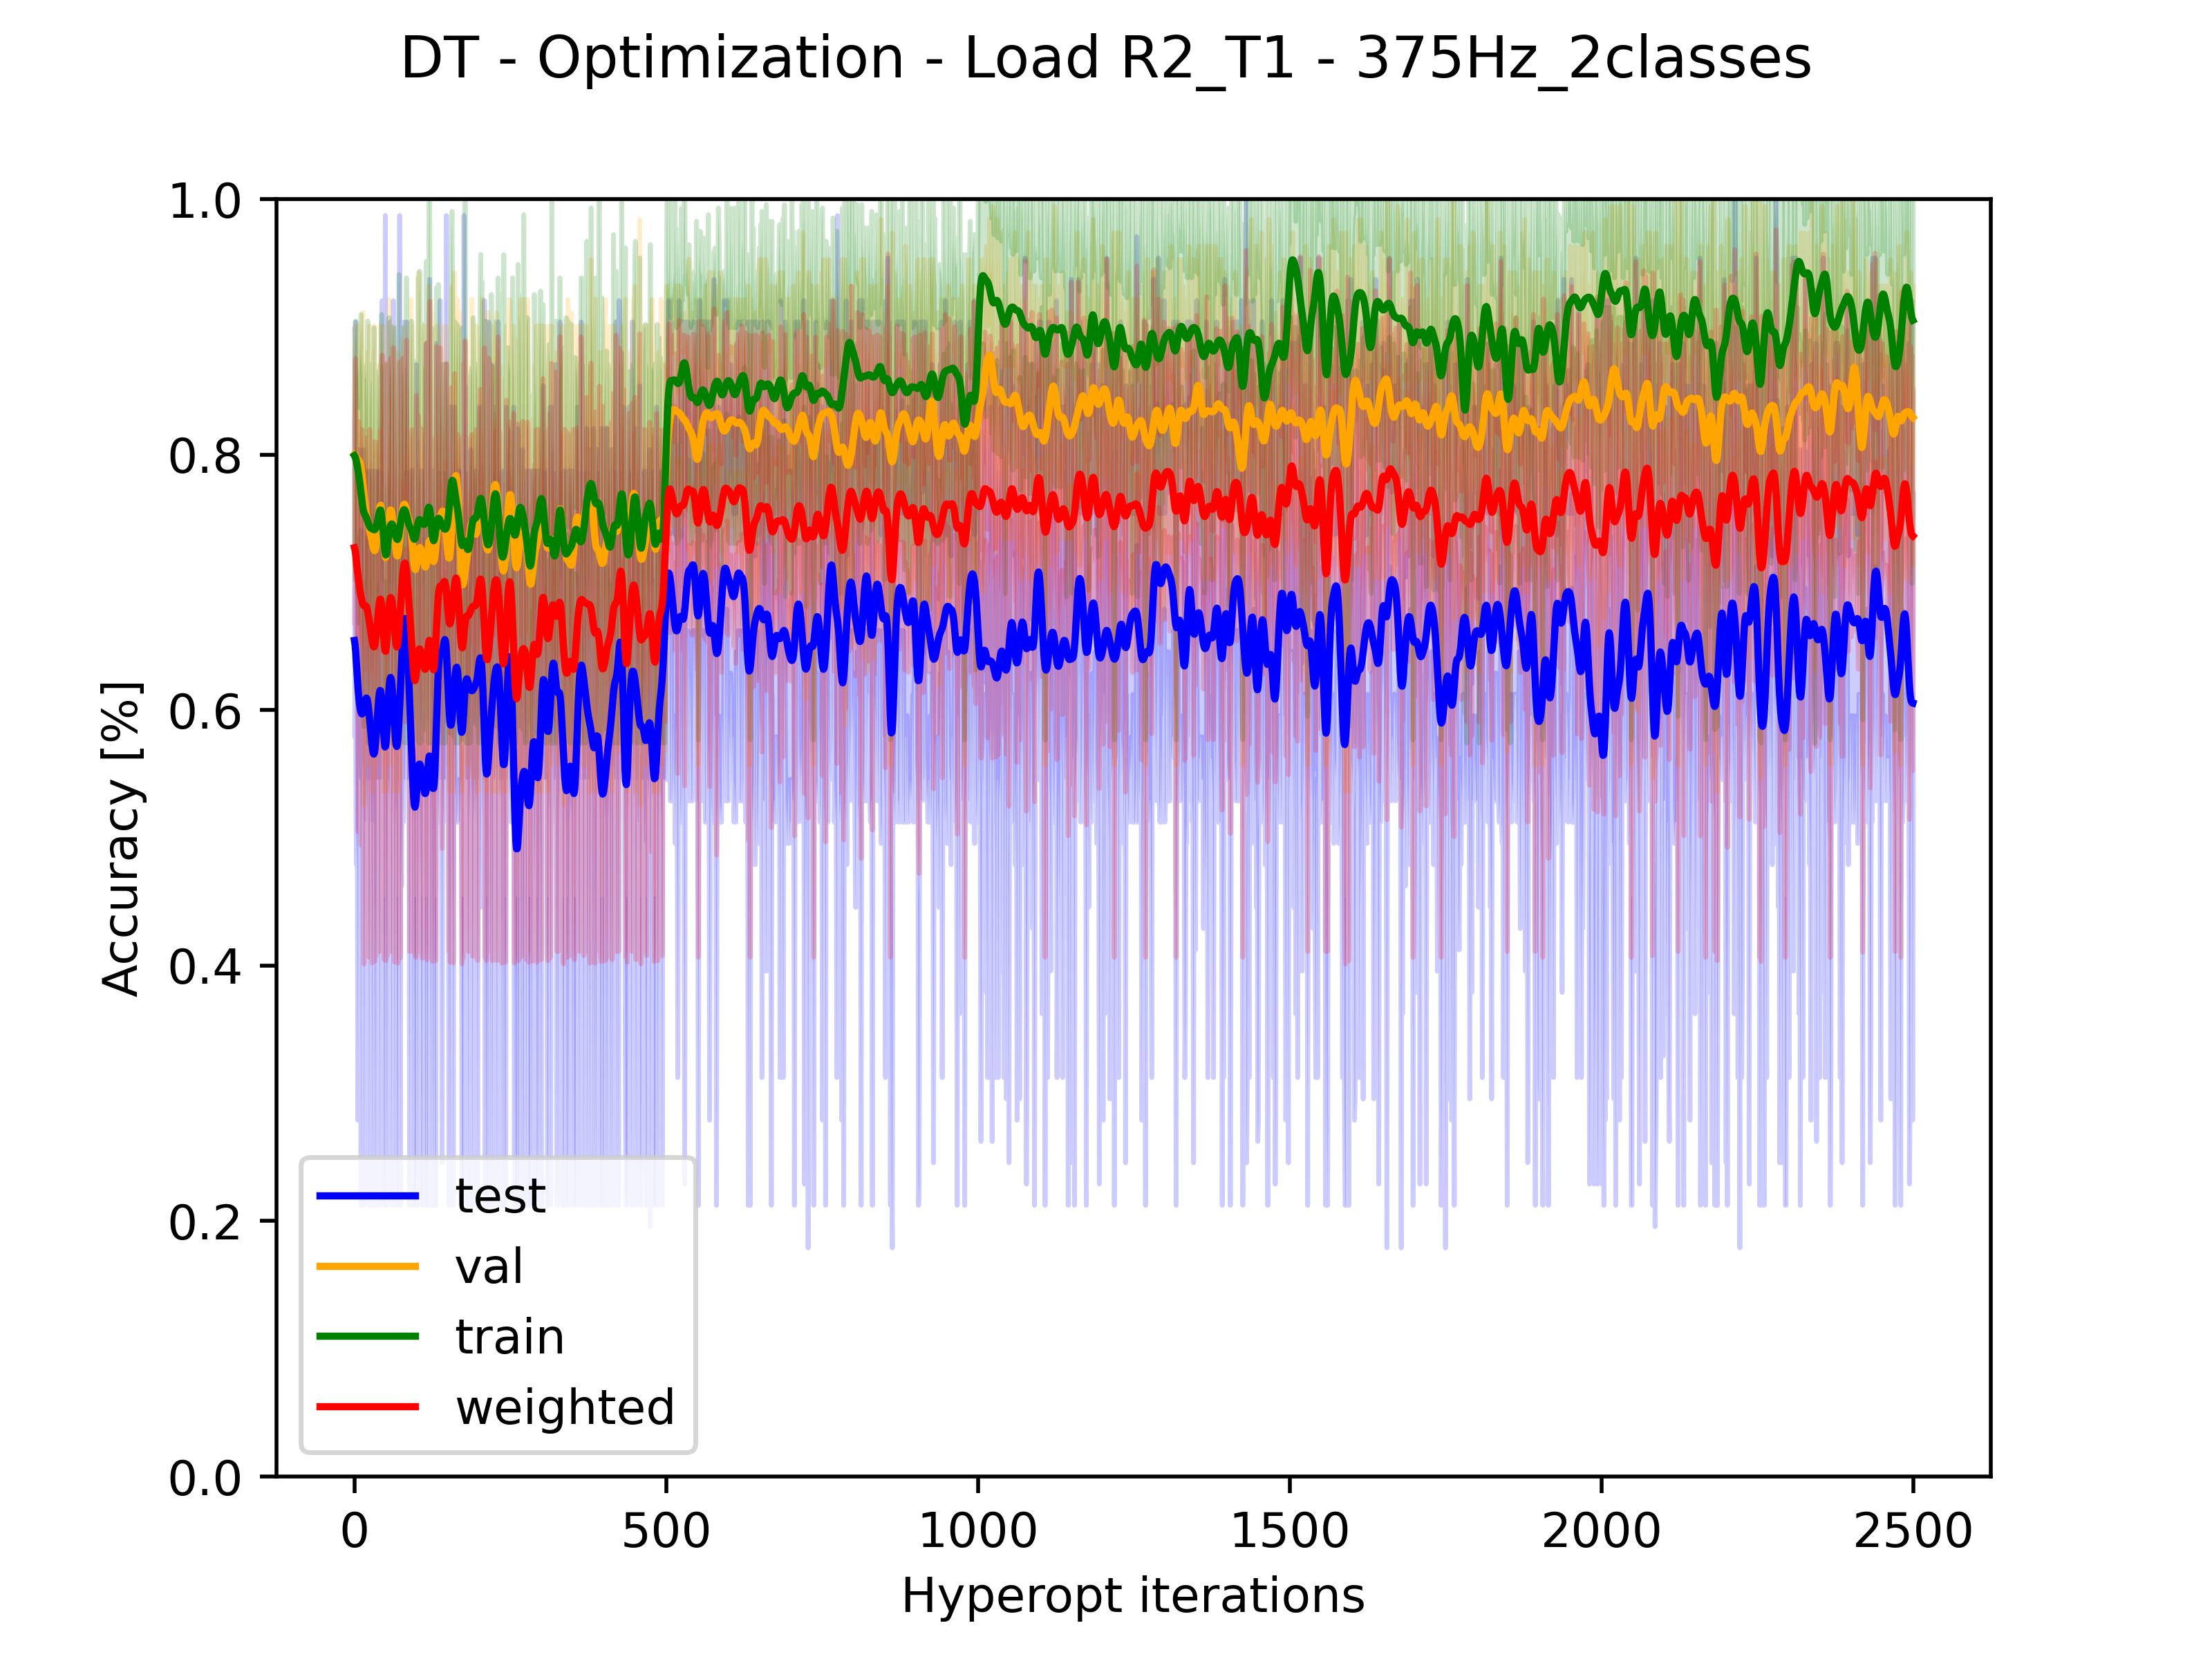 DT - Optimization - Load R2_T1 - 375Hz_2classes
1.0
0.8
0.6
0.4
0.2
0.0
Accuracy [%]
test
val
train
weighted
0 500 1000 1500 2000 2500
Hyperopt iterations